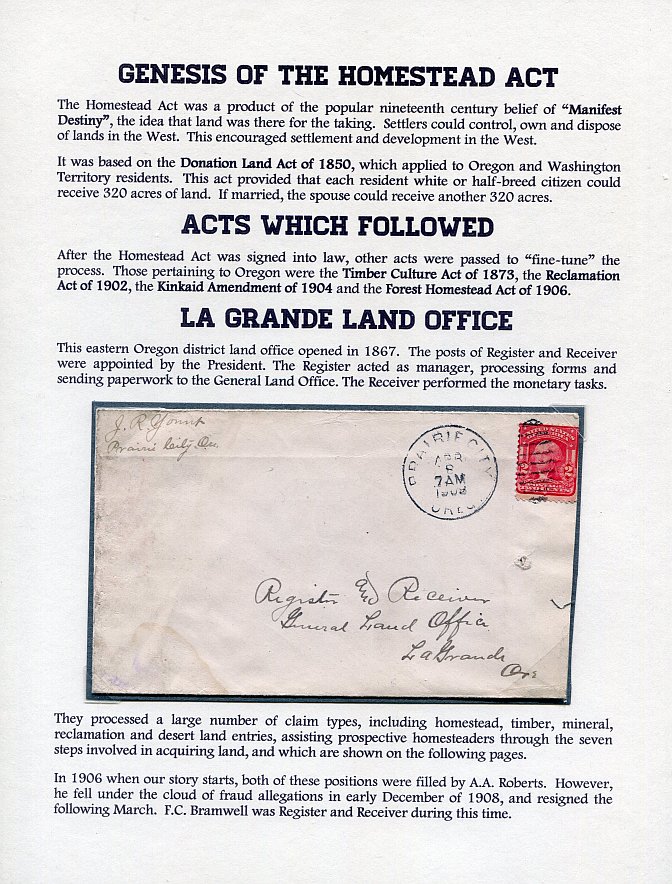 GENESIS OF THE HOMESTEAD ACT
The Homestead Act was a product of the popular nineteenth century belief of “Manifest
Destiny”, the idea that land was there for the taking. Settlers could control, own and dispose
of lands in the West. This encouraged settlement and development in the West.
It was based on the Donation Land Act of 1850, which applied to Oregon and Washington
Territory residents. This act provided that each resident white or half-breed citizen could
receive 320 acres of land. If married, the spouse could receive another 320 acres.
ACTS WHICH FOLLOWED
After the Homestead Act was signed into law, other acts were passed to “fine-tune” the
process. Those pertaining to Oregon were the Timber Culture Act of 1873, the Reclamation
Act of 1902, the Kinkaid Amendment of 1904 and the Forest Homestead Act of 1906.
LA GRANDE LAND OFFICE
This eastern Oregon district land office opened in 1867. The posts of Register and Receiver
were appointed by the President. The Register acted as manager, processing forms and
sending paperwork to the General Land Office. The Receiver performed the monetary tasks.
J. R. Yount
Prairie City, Ore.
PRAIRIE CITY
APR
7AM
OREG.
UNITED STATES
2 2
TWO CENTS
Register and Receiver
General Land Office
La Grande
Ore
They processed a large number of claim types, including homestead, timber, mineral,
reclamation and desert land entries, assisting prospective homesteaders through the seven
steps involved in acquiring land, and which are shown on the following pages.
In 1906 when our story starts, both of these positions were filled by A.A. Roberts. However,
he fell under the cloud of fraud allegations in early December of 1908, and resigned the
following March. F.C. Bramwell was Register and Receiver during this time.